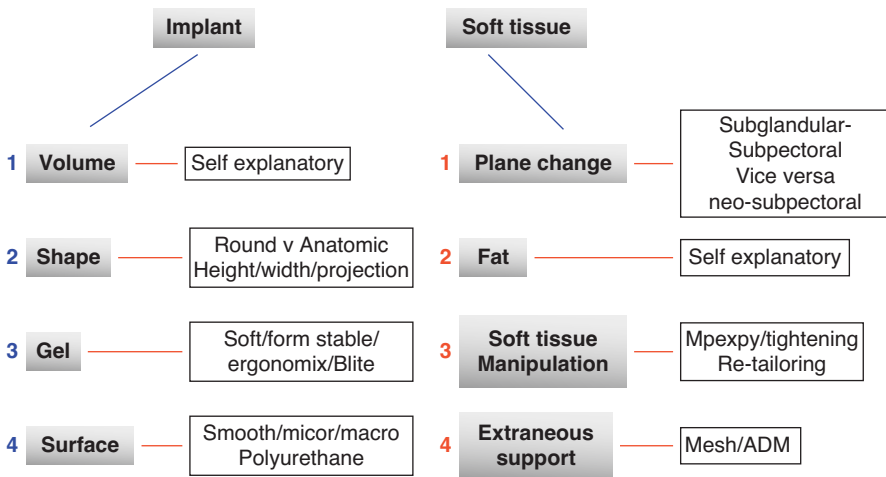 Implant
Soft tissue
1 Volume
Self explanatory
2 Shape
Round v Anatomic
Height/width/projection
3 Gel
Soft/form stable/
ergonomix/Blite
4 Surface
Smooth/micor/macro
Polyurethane
1 Plane change
Subglandular-
Subpectoral
Vice versa
neo-subpectoral
2 Fat
Self explanatory
3 Soft tissue
Manipulation
Mpexpy/tightening
Re-tailoring
4 Extraneous
support
Mesh/ADM